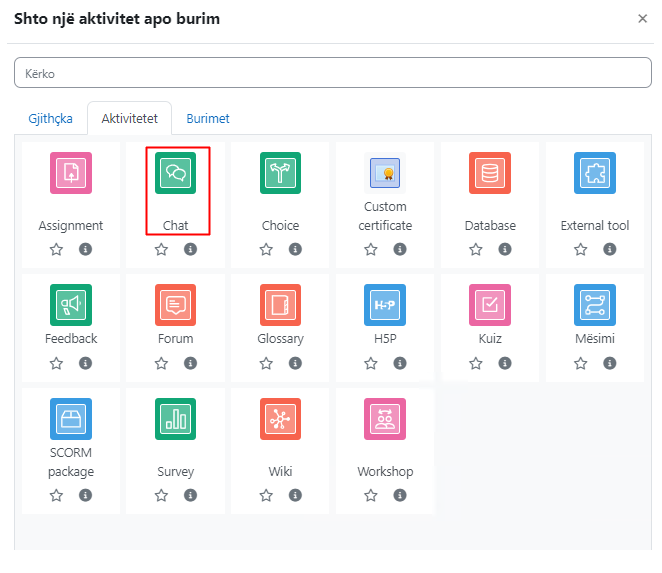 Shto një aktivitet apo burim
Kërko
Gjithçka Aktivitetet Burimet
Assignment Chat Choice Custom certificate Database External tool
Feedback Forum Glossary H5P Kuiz Mësimi
SCORM package Survey Wiki Workshop